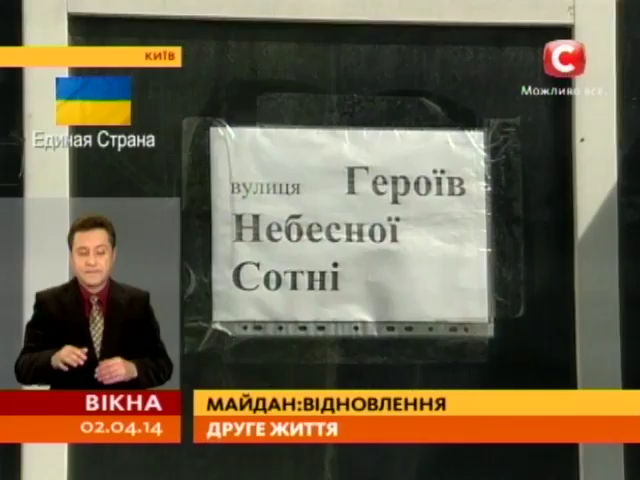 КИЇВ
С
Можливо все.
Единая Страна
вулиця Героїв
Небесної
Сотні
ВІКНА
02.04.14
МАЙДАН:ВІДНОВЛЕННЯ
ДРУГЕ ЖИТТЯ